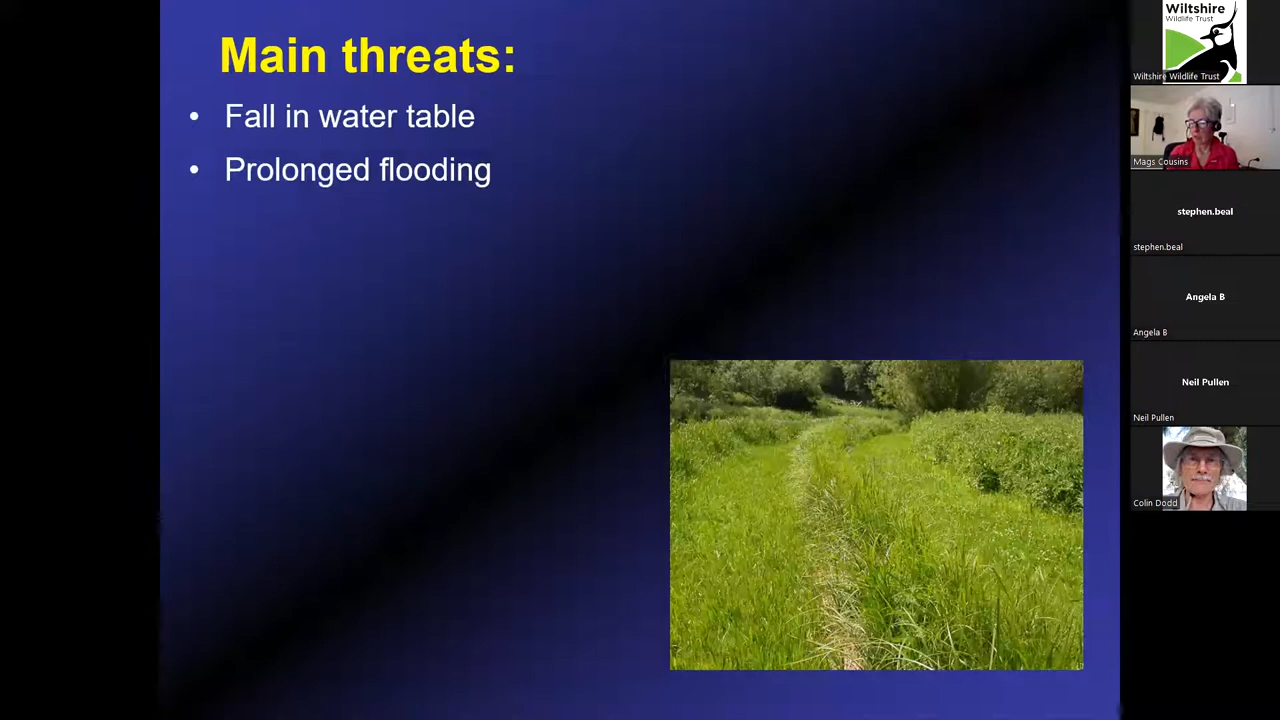 Main threats:
• Fall in water table
• Prolonged flooding
Wiltshire
Wildlife Trust
Wiltshire Wildlife Trust
Mags Cousins
stephen.beal
stephen.beal
Angela B
Angela B
Neil Pullen
Neil Pullen
Colin Dodd